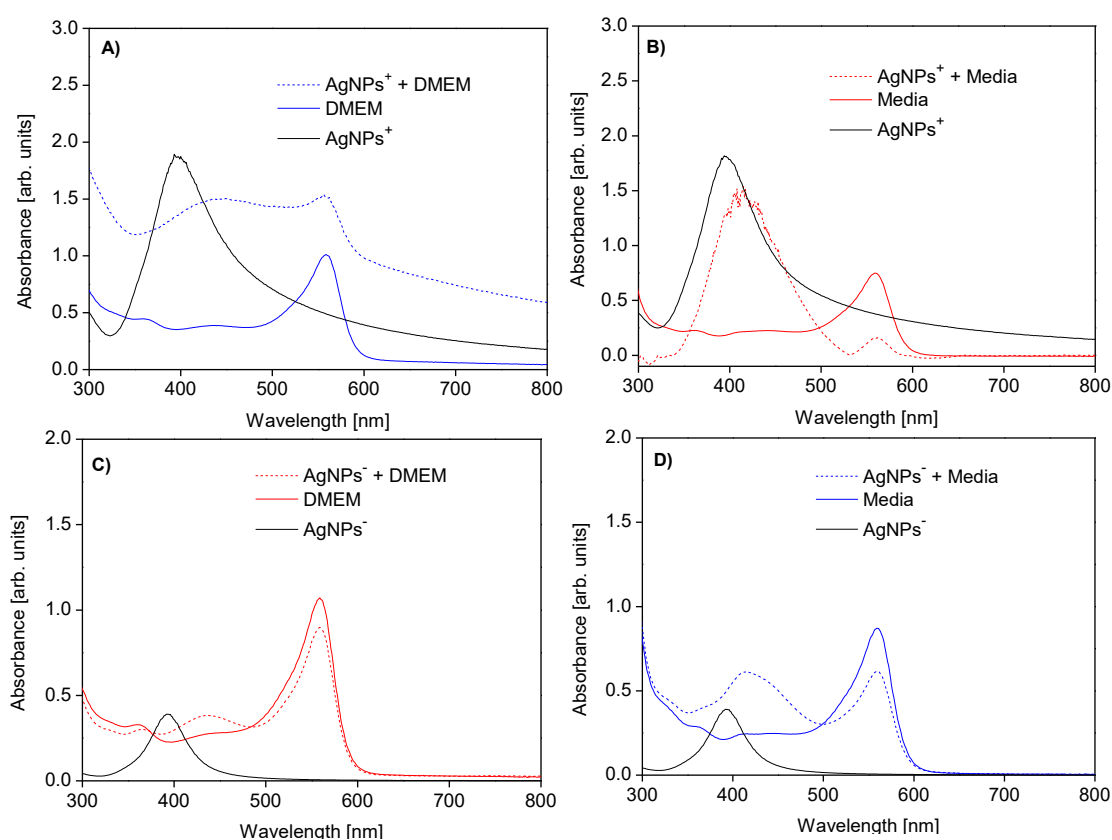 A)
AgNPs⁺ + DMEM
DMEM
AgNPs⁺
Absorbance [arb. units]
3.0
2.5
2.0
1.5
1.0
0.5
0.0
300 400 500 600 700 800
Wavelength [nm]
B)
AgNPs⁺ + Media
Media
AgNPs⁺
Absorbance [arb. units]
3.0
2.5
2.0
1.5
1.0
0.5
0.0
300 400 500 600 700 800
Wavelength [nm]
C)
AgNPs⁻ + DMEM
DMEM
AgNPs⁻
Absorbance [arb. units]
2.0
1.5
1.0
0.5
0.0
300 400 500 600 700 800
Wavelength [nm]
D)
AgNPs⁻ + Media
Media
AgNPs⁻
Absorbance [arb. units]
2.0
1.5
1.0
0.5
0.0
300 400 500 600 700 800
Wavelength [nm]